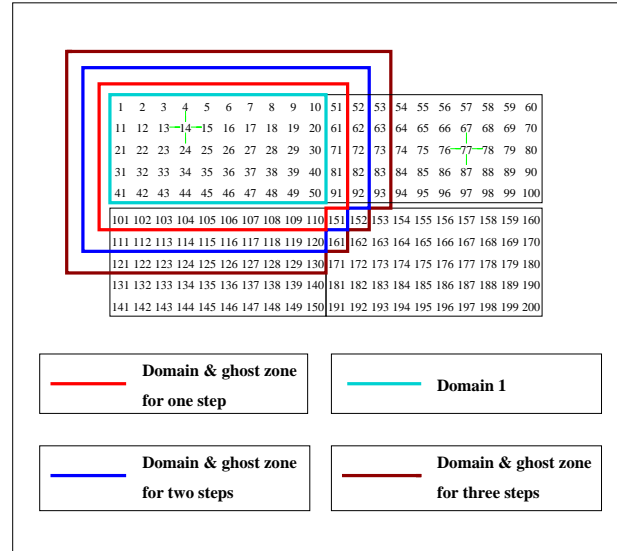 1 2 3 4 5 6 7 8 9 10 51 52 53 54 55 56 57 58 59 60
11 12 13 14 15 16 17 18 19 20 61 62 63 64 65 66 67 68 69 70
21 22 23 24 25 26 27 28 29 30 71 72 73 74 75 76 77 78 79 80
31 32 33 34 35 36 37 38 39 40 81 82 83 84 85 86 87 88 89 90
41 42 43 44 45 46 47 48 49 50 91 92 93 94 95 96 97 98 99 100
101 102 103 104 105 106 107 108 109 110 151 152 153 154 155 156 157 158 159 160
111 112 113 114 115 116 117 118 119 120 161 162 163 164 165 166 167 168 169 170
121 122 123 124 125 126 127 128 129 130 171 172 173 174 175 176 177 178 179 180
131 132 133 134 135 136 137 138 139 140 181 182 183 184 185 186 187 188 189 190
141 142 143 144 145 146 147 148 149 150 191 192 193 194 195 196 197 198 199 200
Domain & ghost zone
for one step
Domain 1
Domain & ghost zone
for two steps
Domain & ghost zone
for three steps